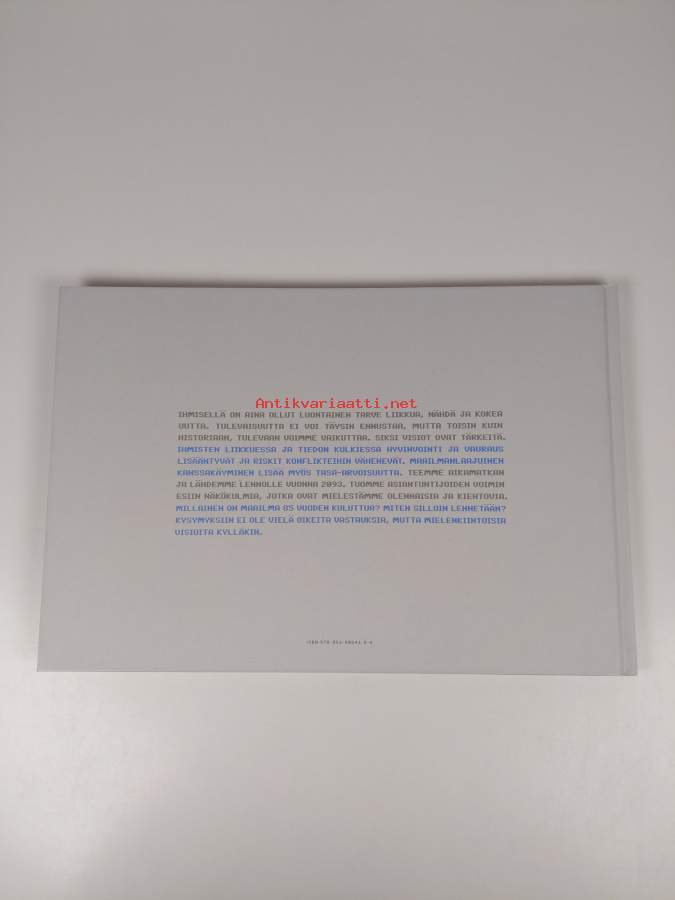 Antikvariaatti.net
IHMISELLÄ ON AINA OLLUT LUONTAINEN TARVE LIIKKUA, NÄHDÄ JA KOKEA
UUTTA. TULEVAISUUTTA EI VOI TÄYSIN ENNUSTAA, MUTTA TOISIN KUIN
HISTORIAAN, TULEVAAN VOIMME VAIKUTTAA. SIKSI VISIOT OVAT TÄRKEITÄ.
IHMISTEN LIIKKUESSA JA TIEDON KULKIESSA HYVINVOINTI JA VAURAUS
LISÄÄNTYVÄT JA RISKIT KONFLIKTEIHIN VÄHENEVÄT. MAAILMANLAAJUINEN
KANSSAKÄYMINEN LISÄÄ MYÖS TASA-ARVOISUUTTA. TEEMME AIKAMATKAN
JA LÄHDEMME LENNOLLE VUONNA 2093. TUOMME ASIANTUNTIJOIDEN VOIMIN
ESIIN NÄKÖKULMIA, JOTKA OVAT MIELESTÄMME OLENNAISIA JA KIEHTOVIA.
MILLAINEN ON MAAILMA 85 VUODEN KULUTTUA? MITEN SILLOIN LENNETÄÄN?
KYSYMYKSIIN EI OLE VIELÄ OIKEITA VASTAUKSIA, MUTTA MIELENKIINTOISIA
VISIOITA KYLLÄKIN.
ISBN